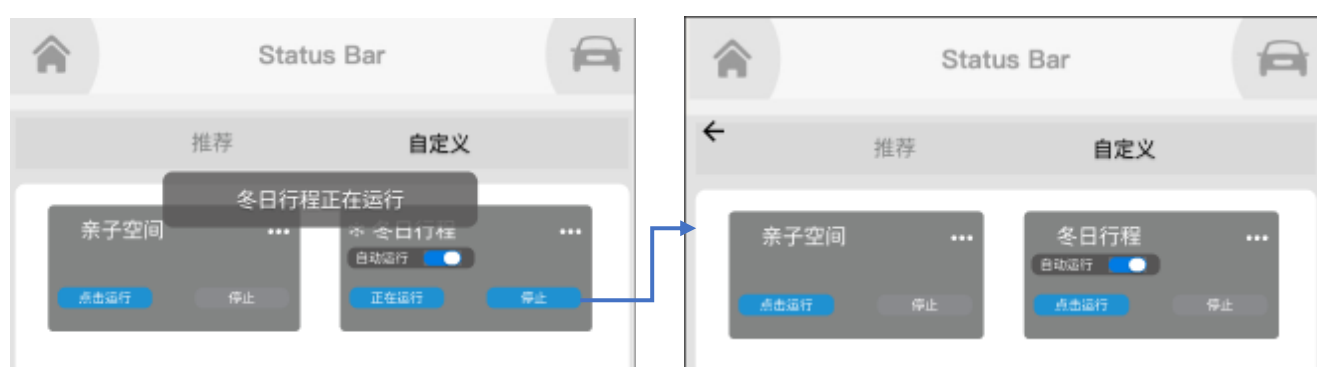 Status Bar
推荐
自定义
冬日行程正在运行
亲子空间
冬日行程
自动运行
点击运行
停止
正在运行
停止
Status Bar
推荐
自定义
亲子空间
冬日行程
自动运行
点击运行
停止
点击运行
停止